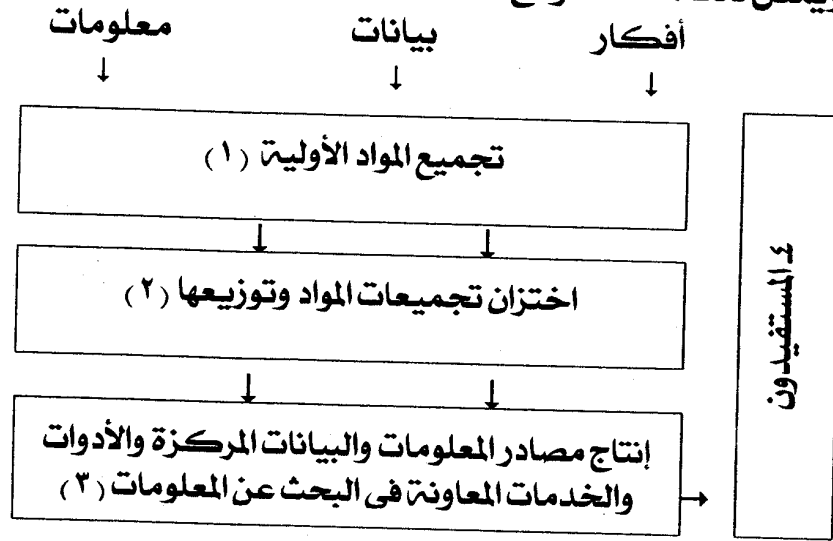 أفكار بيانات معلومات
تجميع المواد الأولية (١)
اختزان تجميعات المواد وتوزيعها (٢)
إنتاج مصادر المعلومات والبيانات المركزة والأدوات
والخدمات المعاونة فى البحث عن المعلومات (٣)
٤ـ المستفيدون